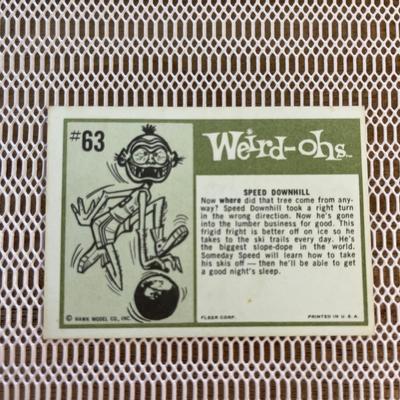 #63
Weird-ohs™
SPEED DOWNHILL
Now where did that tree come from any-
way? Speed Downhill took a right turn
in the wrong direction. Now he's gone
into the lumber business for good. This
frigid fright is better off on ice so he
takes to the ski trails every day. He's
the biggest slope-dope in the world.
Someday Speed will learn how to take
his skis off — then he'll be able to get
a good night's sleep.
© HAWK MODEL CO., INC.
FLEER CORP.
PRINTED IN U.S.A.